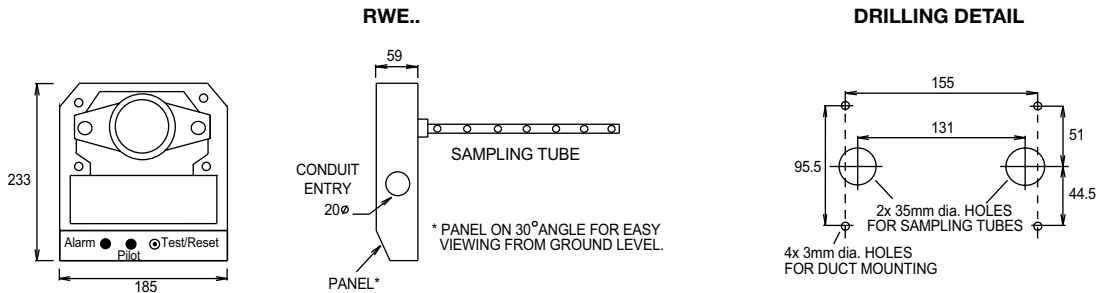 RWE..
DRILLING DETAIL
233
Alarm
Pilot
Test/Reset
185
59
SAMPLING TUBE
CONDUIT
ENTRY
20ø
* PANEL ON 30°ANGLE FOR EASY
VIEWING FROM GROUND LEVEL.
PANEL*
155
131
51
95.5
44.5
2x 35mm dia. HOLES
FOR SAMPLING TUBES
4x 3mm dia. HOLES
FOR DUCT MOUNTING